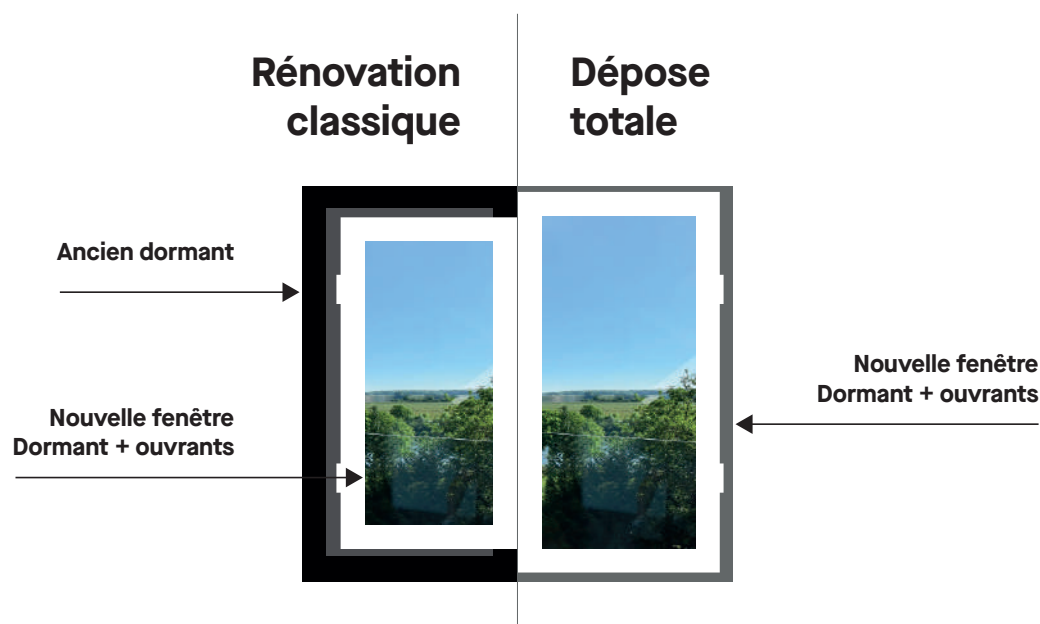 Rénovation
classique
Dépose
totale
Ancien dormant
Nouvelle fenêtre
Dormant + ouvrants
Nouvelle fenêtre
Dormant + ouvrants